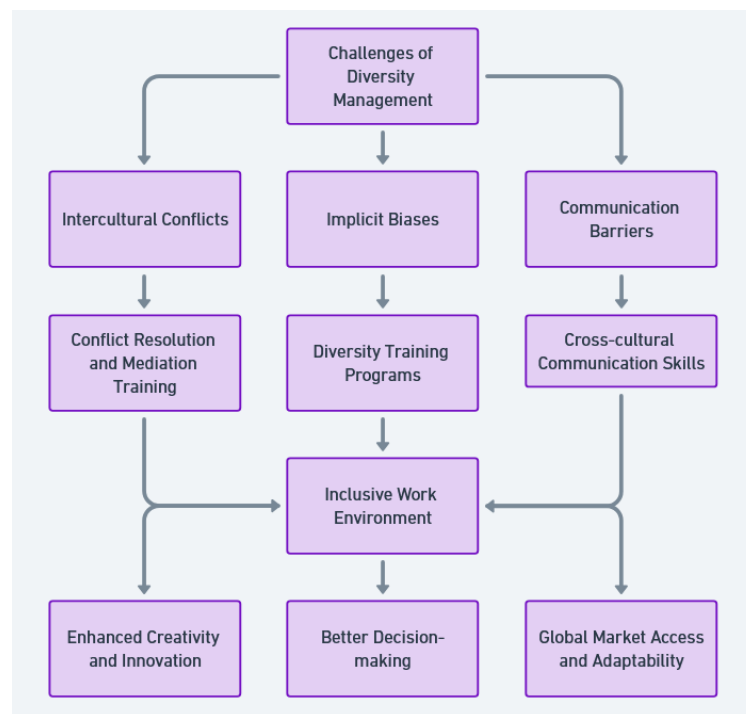 Challenges of
Diversity
Management
Intercultural Conflicts
Implicit Biases
Communication
Barriers
Conflict Resolution
and Mediation
Training
Diversity Training
Programs
Cross-cultural
Communication Skills
Inclusive Work
Environment
Enhanced Creativity
and Innovation
Better Decision-
making
Global Market Access
and Adaptability